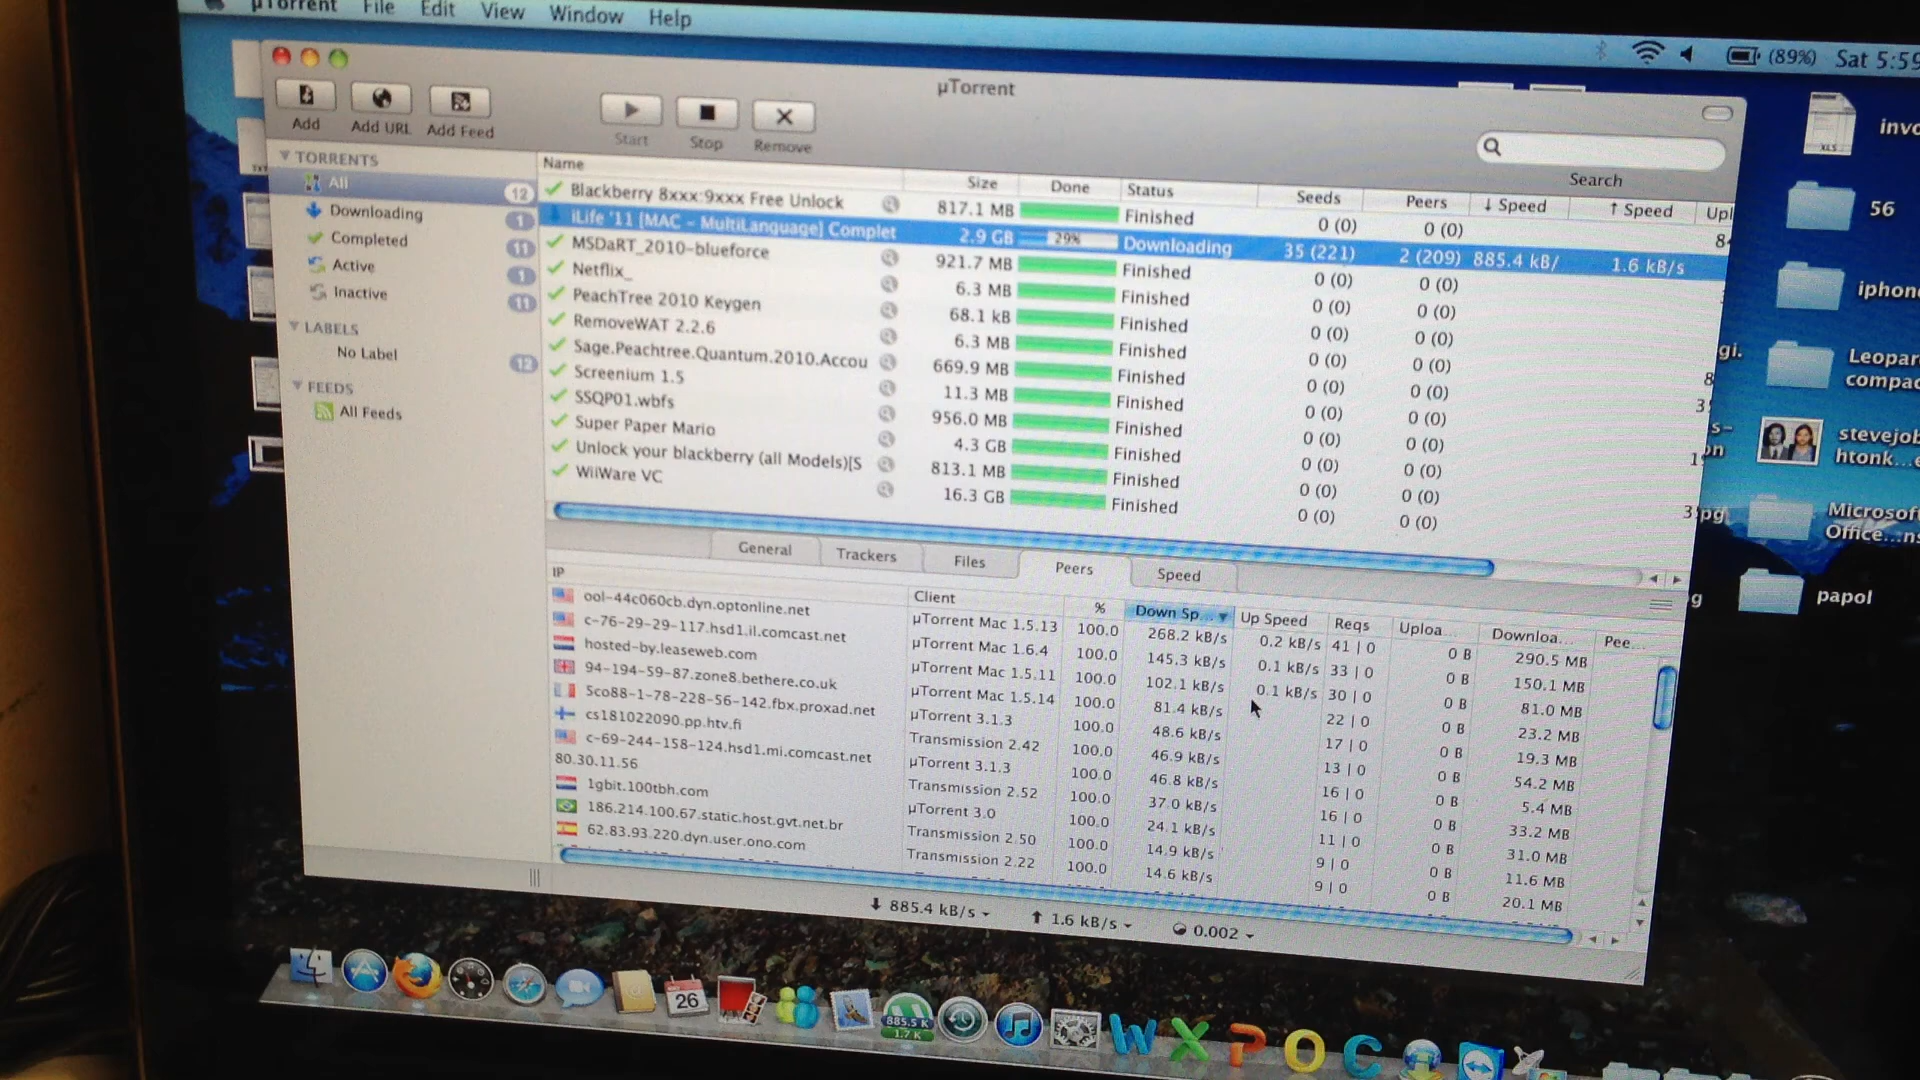 µTorrent File Edit View Window Help
(89%) Sat 5:59
µTorrent
Add Add URL Add Feed Start Stop Remove
Search
TORRENTS
All 12
Downloading 1
Completed 11
Active 1
Inactive 11
LABELS
No Label 12
FEEDS
All Feeds
Name Size Done Status Seeds Peers ↓ Speed ↑ Speed Upl
Blackberry 8xxx:9xxx Free Unlock 817.1 MB Finished 0 (0) 0 (0)
iLife '11 [MAC - MultiLanguage] Complet 2.9 GB 29% Downloading 35 (221) 2 (209) 885.4 kB/ 1.6 kB/s
MSDaRT_2010-blueforce 921.7 MB Finished 0 (0) 0 (0)
Netflix_ 6.3 MB Finished 0 (0) 0 (0)
PeachTree 2010 Keygen 68.1 kB Finished 0 (0) 0 (0)
RemoveWAT 2.2.6 6.3 MB Finished 0 (0) 0 (0)
Sage.Peachtree.Quantum.2010.Accou 669.9 MB Finished 0 (0) 0 (0)
Screenium 1.5 11.3 MB Finished 0 (0) 0 (0)
SSQP01.wbfs 956.0 MB Finished 0 (0) 0 (0)
Super Paper Mario 4.3 GB Finished 0 (0) 0 (0)
Unlock your blackberry (all Models)[S 813.1 MB Finished 0 (0) 0 (0)
WiiWare VC 16.3 GB Finished 0 (0) 0 (0)
General Trackers Files Peers Speed
IP Client % Down Sp... Up Speed Reqs Uploa... Downloa... Pee...
ool-44c060cb.dyn.optonline.net µTorrent Mac 1.5.13 100.0 268.2 kB/s 0.2 kB/s 41 | 0 0 B 290.5 MB
c-76-29-29-117.hsd1.il.comcast.net µTorrent Mac 1.6.4 100.0 145.3 kB/s 0.1 kB/s 33 | 0 0 B 150.1 MB
hosted-by.leaseweb.com µTorrent Mac 1.5.11 100.0 102.1 kB/s 0.1 kB/s 30 | 0 0 B 81.0 MB
94-194-59-87.zone8.bethere.co.uk µTorrent Mac 1.5.14 100.0 81.4 kB/s 22 | 0 0 B 23.2 MB
5co88-1-78-228-56-142.fbx.proxad.net µTorrent 3.1.3 100.0 48.6 kB/s 17 | 0 0 B 19.3 MB
cs181022090.pp.htv.fi Transmission 2.42 100.0 46.9 kB/s 13 | 0 0 B 54.2 MB
c-69-244-158-124.hsd1.mi.comcast.net µTorrent 3.1.3 100.0 46.8 kB/s 16 | 0 0 B 5.4 MB
80.30.11.56 Transmission 2.52 100.0 37.0 kB/s 16 | 0 0 B 33.2 MB
1gbit.100tbh.com µTorrent 3.0 100.0 24.1 kB/s 11 | 0 0 B 31.0 MB
186.214.100.67.static.host.gvt.net.br Transmission 2.50 100.0 14.9 kB/s 9 | 0 0 B 11.6 MB
62.83.93.220.dyn.user.ono.com Transmission 2.22 100.0 14.6 kB/s 9 | 0 0 B 20.1 MB
↓ 885.4 kB/s ↑ 1.6 kB/s 0.002
XLS
invo
56
iphon
Leopar
compac
stevejob
htonk...e
Microsoft
Office...ns
papol
26
885.5 K
1.7 K
W X P O C